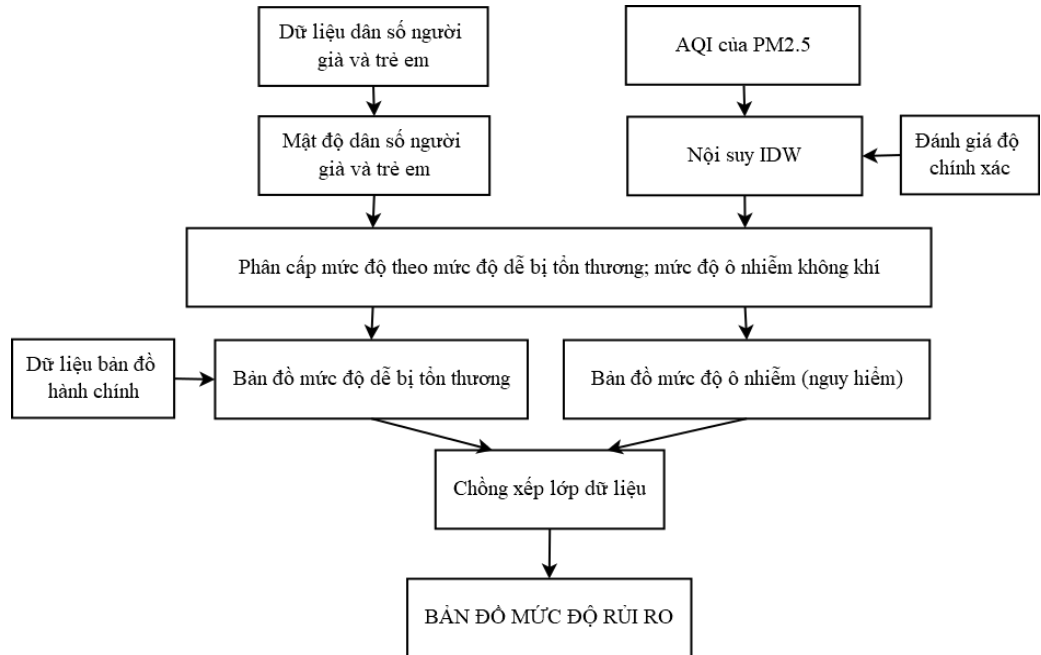 Dữ liệu dân số người
già và trẻ em
AQI của PM2.5
Mật độ dân số người
già và trẻ em
Nội suy IDW
Đánh giá độ
chính xác
Phân cấp mức độ theo mức độ dễ bị tổn thương; mức độ ô nhiễm không khí
Dữ liệu bản đồ
hành chính
Bản đồ mức độ dễ bị tổn thương
Bản đồ mức độ ô nhiễm (nguy hiểm)
Chồng xếp lớp dữ liệu
BẢN ĐỒ MỨC ĐỘ RỦI RO